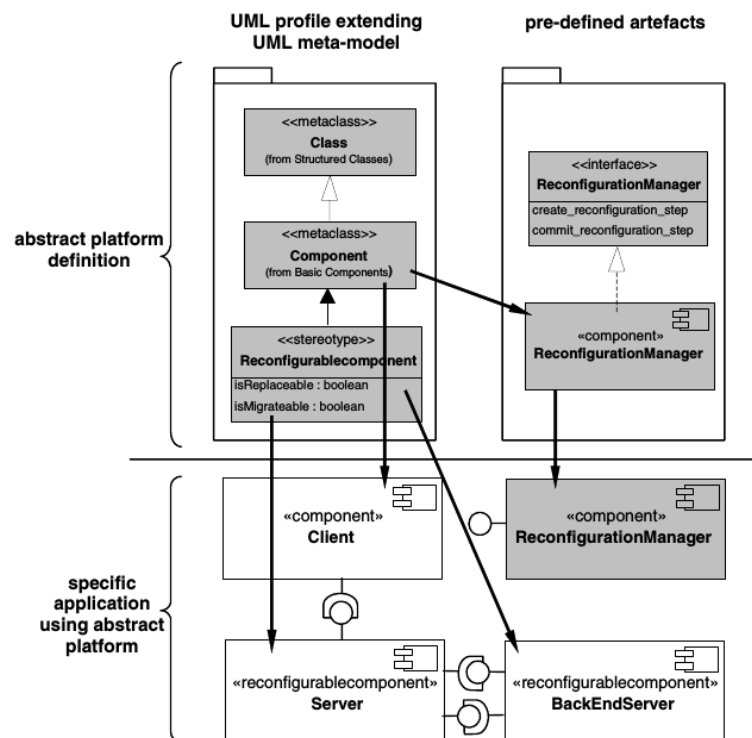 UML profile extending
UML meta-model
pre-defined artefacts
abstract platform
definition
<<metaclass>>
Class
(from Structured Classes)
<<metaclass>>
Component
(from Basic Components)
<<stereotype>>
Reconfigurablecomponent
isReplaceable : boolean
isMigrateable : boolean
<<interface>>
ReconfigurationManager
create_reconfiguration_step
commit_reconfiguration_step
«component»
ReconfigurationManager
specific
application
using abstract
platform
«component»
Client
«component»
ReconfigurationManager
«reconfigurablecomponent»
Server
«reconfigurablecomponent»
BackEndServer